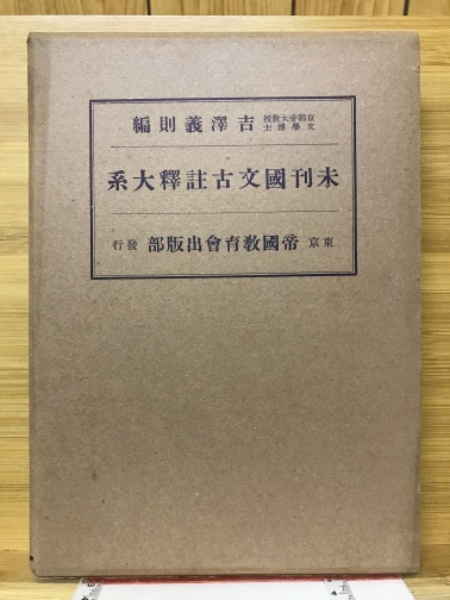 京都帝大教授
文學博士
吉澤義則編
未刊國文古註釋大系
東京 帝國教育會出版部 發行